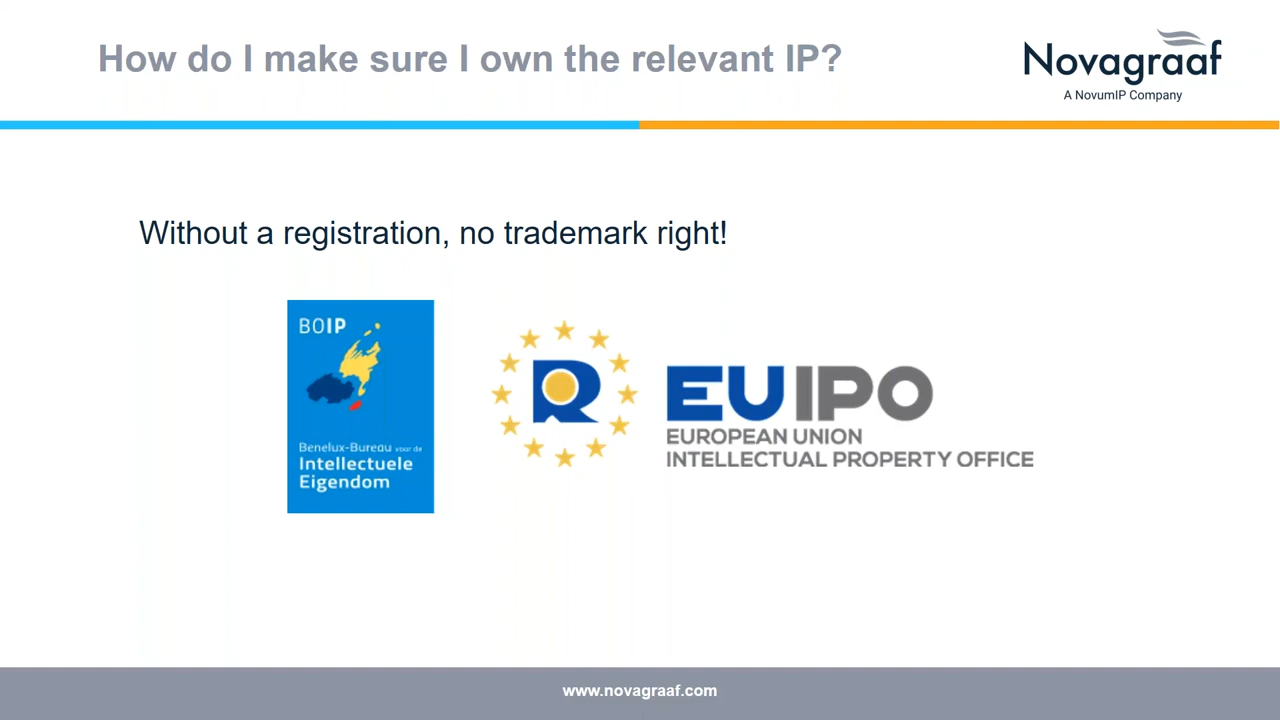 How do I make sure I own the relevant IP?
Novagraaf
A NovumIP Company
Without a registration, no trademark right!
BOIP
Benelux-Bureau voor de
Intellectuele
Eigendom
R
EUIPO
EUROPEAN UNION
INTELLECTUAL PROPERTY OFFICE
www.novagraaf.com